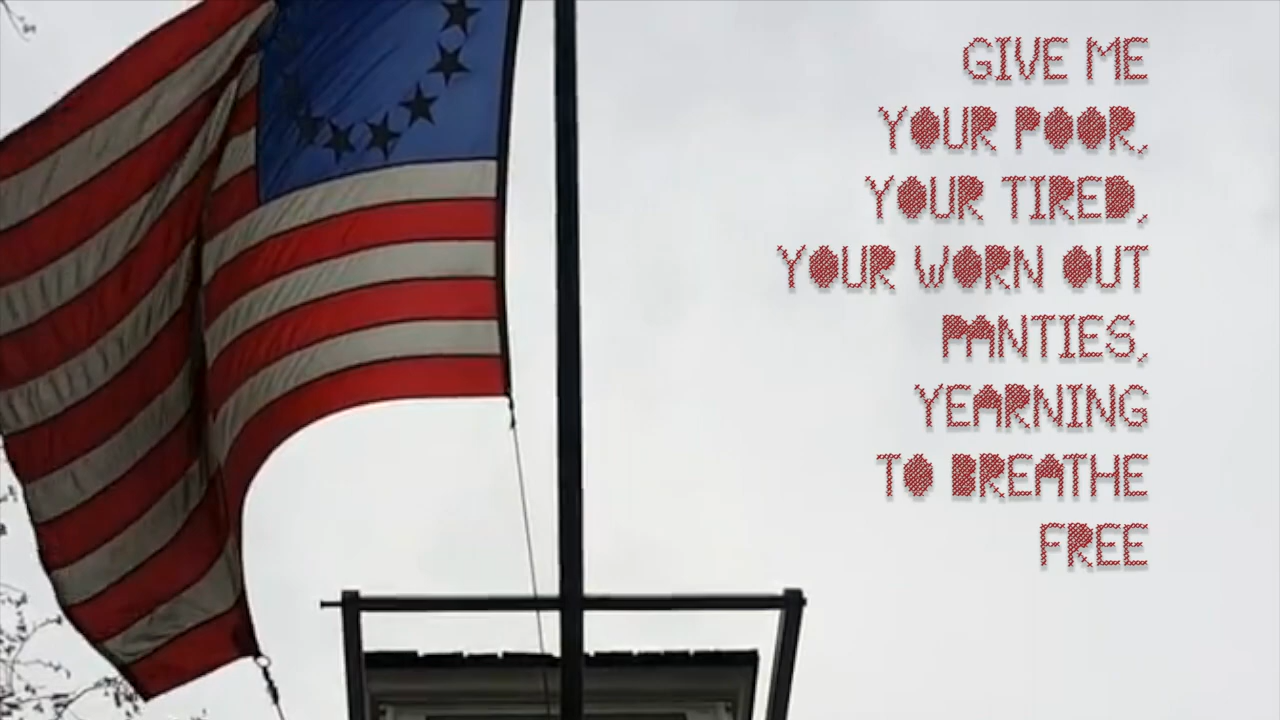 GIVE ME
YOUR POOR,
YOUR TIRED,
YOUR WORN OUT
PANTIES,
YEARNING
TO BREATHE
FREE